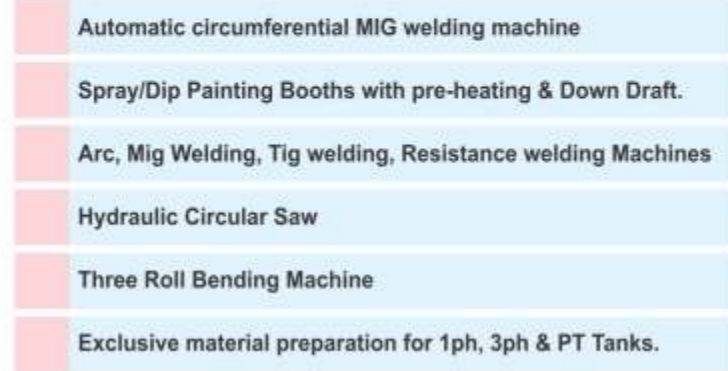 Automatic circumferential MIG welding machine
Spray/Dip Painting Booths with pre-heating & Down Draft.
Arc, Mig Welding, Tig welding, Resistance welding Machines
Hydraulic Circular Saw
Three Roll Bending Machine
Exclusive material preparation for 1ph, 3ph & PT Tanks.